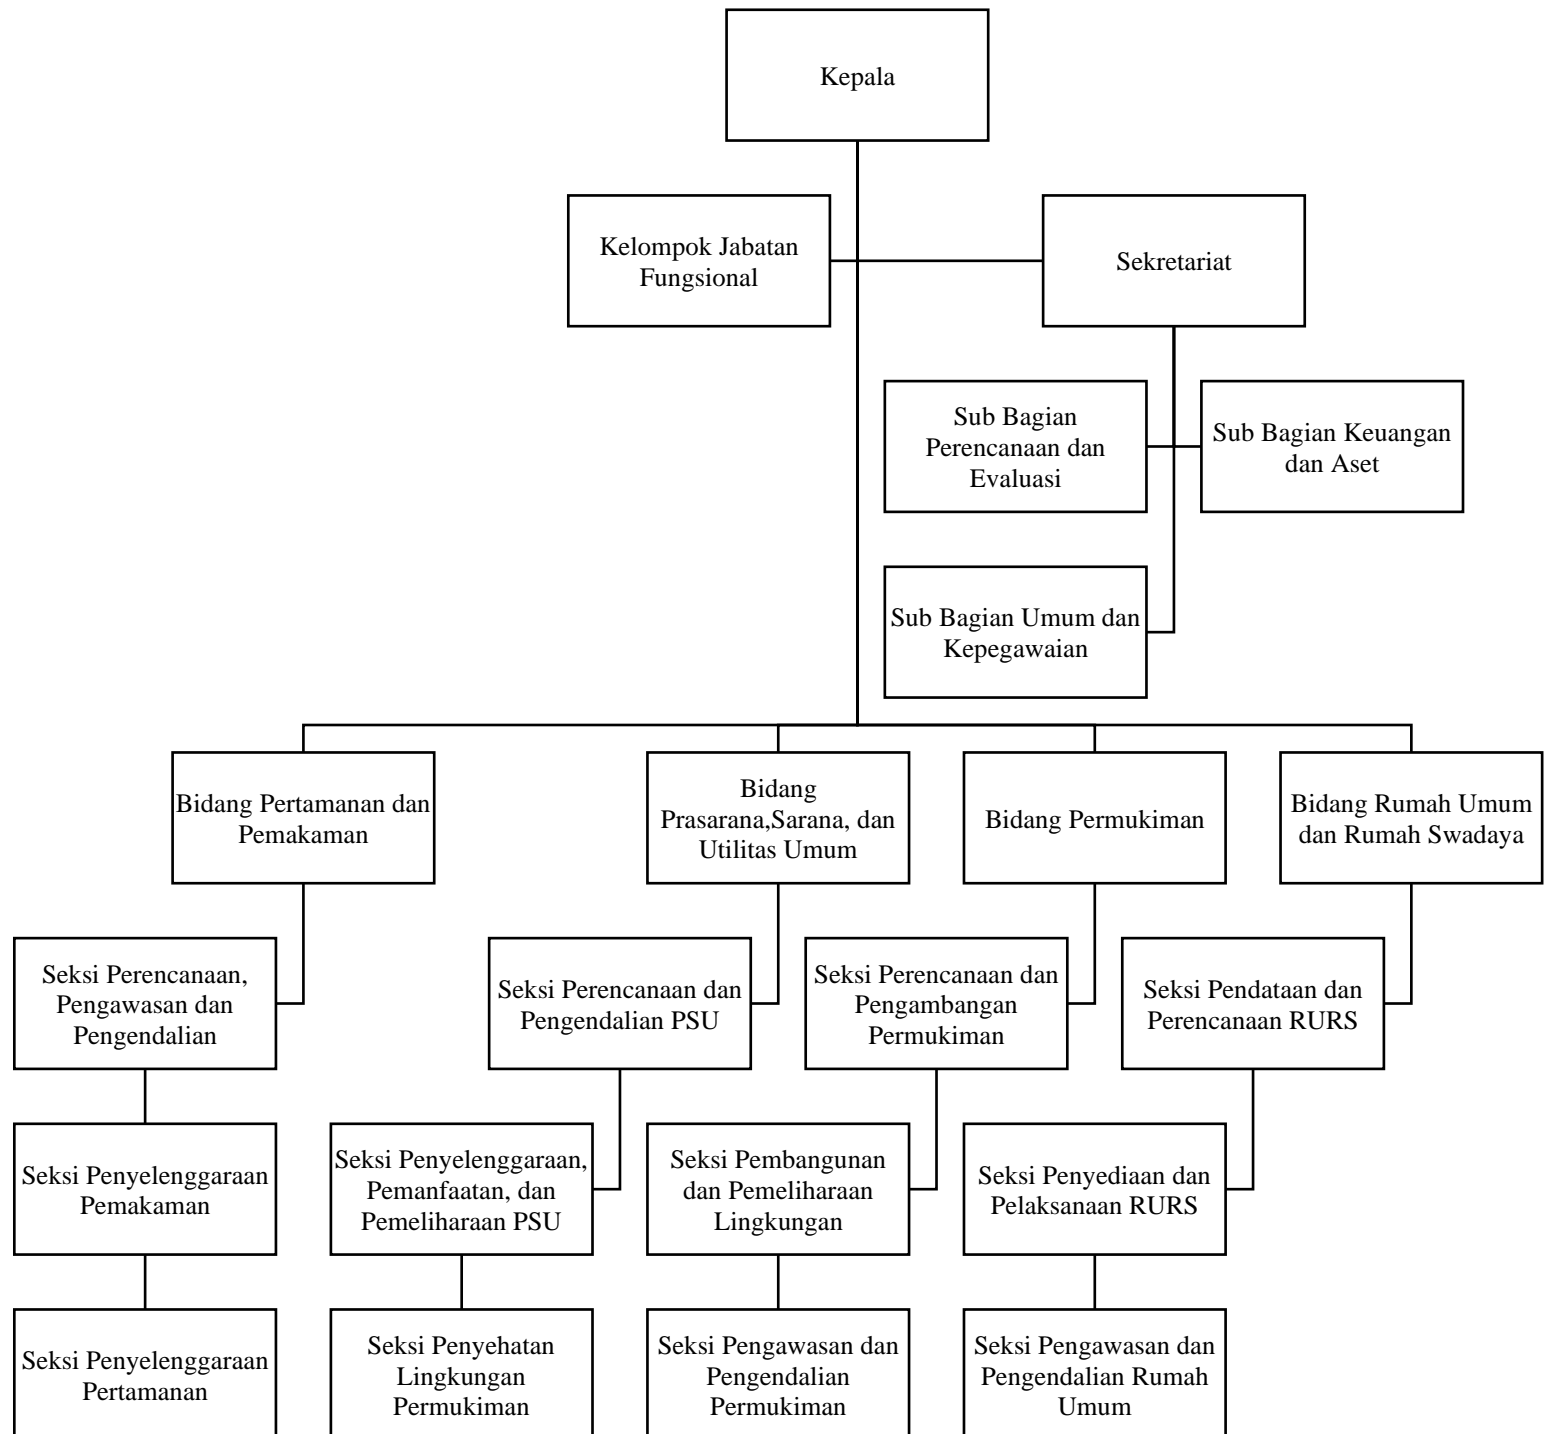 Kepala
Kelompok Jabatan
Fungsional
Sekretariat
Sub Bagian
Perencanaan dan
Evaluasi
Sub Bagian Keuangan
dan Aset
Sub Bagian Umum dan
Kepegawaian
Bidang Pertamanan dan
Pemakaman
Bidang
Prasarana,Sarana, dan
Utilitas Umum
Bidang Permukiman
Bidang Rumah Umum
dan Rumah Swadaya
Seksi Perencanaan,
Pengawasan dan
Pengendalian
Seksi Perencanaan dan
Pengendalian PSU
Seksi Perencanaan dan
Pengambangan
Permukiman
Seksi Pendataan dan
Perencanaan RURS
Seksi Penyelenggaraan
Pemakaman
Seksi Penyelenggaraan,
Pemanfaatan, dan
Pemeliharaan PSU
Seksi Pembangunan
dan Pemeliharaan
Lingkungan
Seksi Penyediaan dan
Pelaksanaan RURS
Seksi Penyelenggaraan
Pertamanan
Seksi Penyehatan
Lingkungan
Permukiman
Seksi Pengawasan dan
Pengendalian
Permukiman
Seksi Pengawasan dan
Pengendalian Rumah
Umum